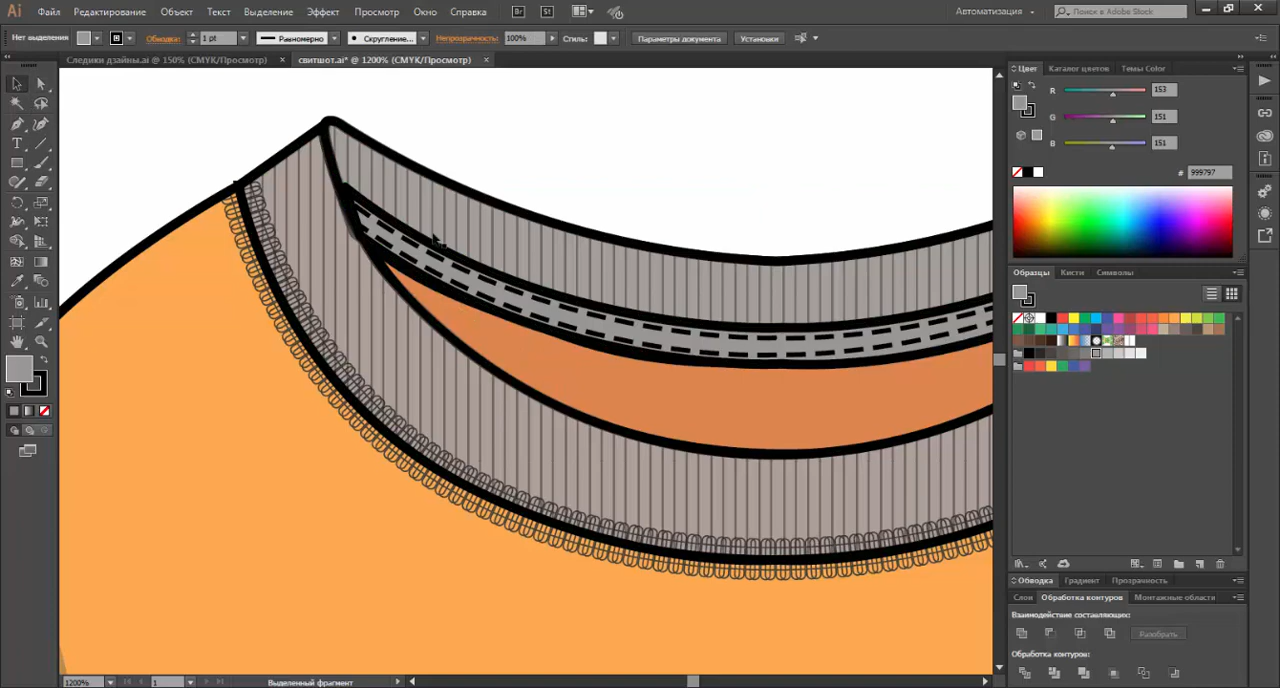 Ai Файл Редактирование Объект Текст Выделение Эффект Просмотр Окно Справка Br St Автоматизация Поиск в Adobe Stock
Нет выделения Обводка: 1 pt Равномерно Скругление... Непрозрачность: 100% Стиль: Параметры документа Установки
Следики дзайны.ai @ 150% (CMYK/Просмотр) × свитшот.ai* @ 1200% (CMYK/Просмотр) ×
Цвет Каталог цветов Темы Color
R 153
G 151
B 151
# 999797
Образцы Кисти Символы
Обводка Градиент Прозрачность
Слои Обработка контуров Монтажные области
Взаимодействие составляющих:
Разобрать
Обработка контуров:
1200% 1 Выделенный фрагмент